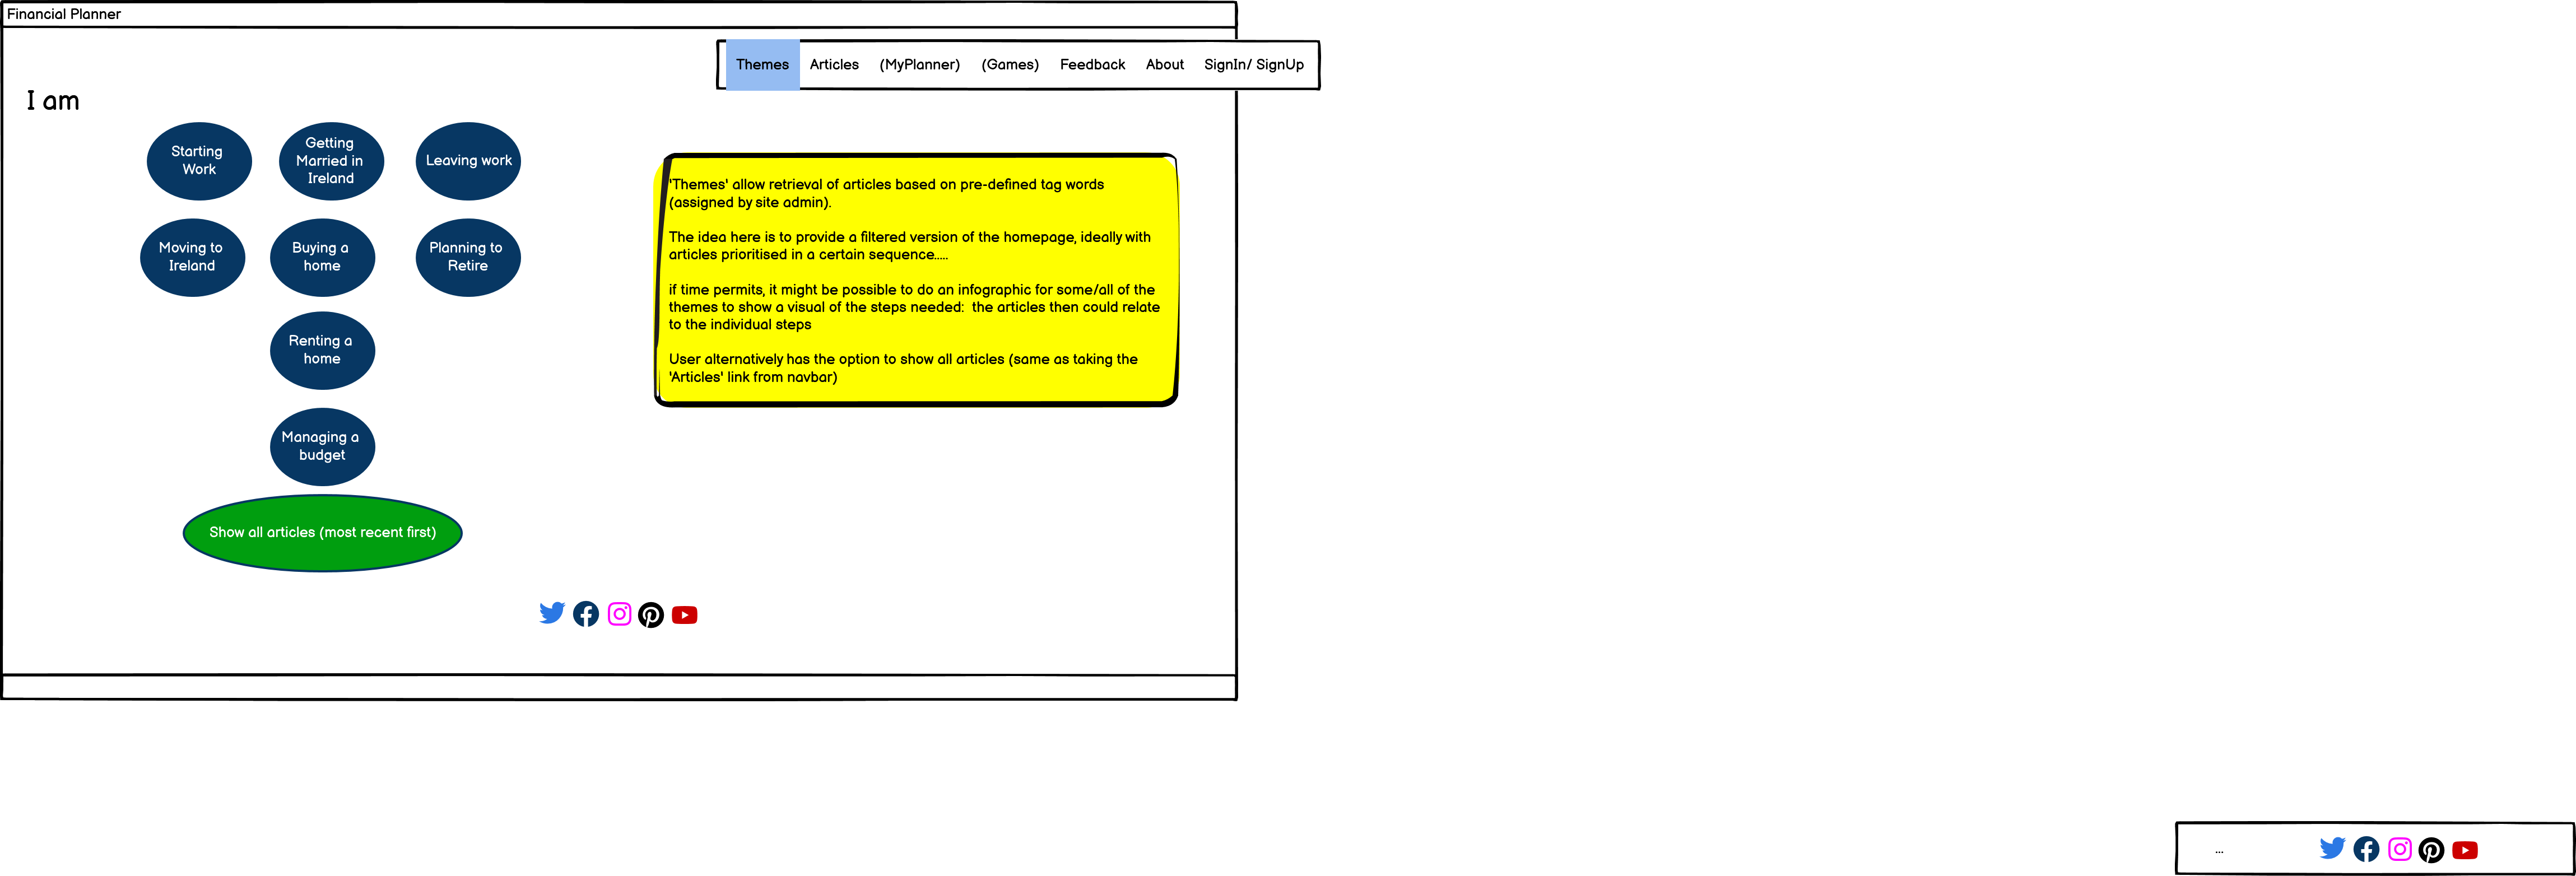 Financial Planner
Themes Articles (MyPlanner) (Games) Feedback About SignIn/ SignUp
I am
Starting
Work
Getting
Married in
Ireland
Leaving work
Moving to
Ireland
Buying a
home
Planning to
Retire
Renting a
home
Managing a
budget
Show all articles (most recent first)
'Themes' allow retrieval of articles based on pre-defined tag words
(assigned by site admin).
The idea here is to provide a filtered version of the homepage, ideally with
articles prioritised in a certain sequence.....
if time permits, it might be possible to do an infographic for some/all of the
themes to show a visual of the steps needed:  the articles then could relate
to the individual steps
User alternatively has the option to show all articles (same as taking the
'Articles' link from navbar)
...